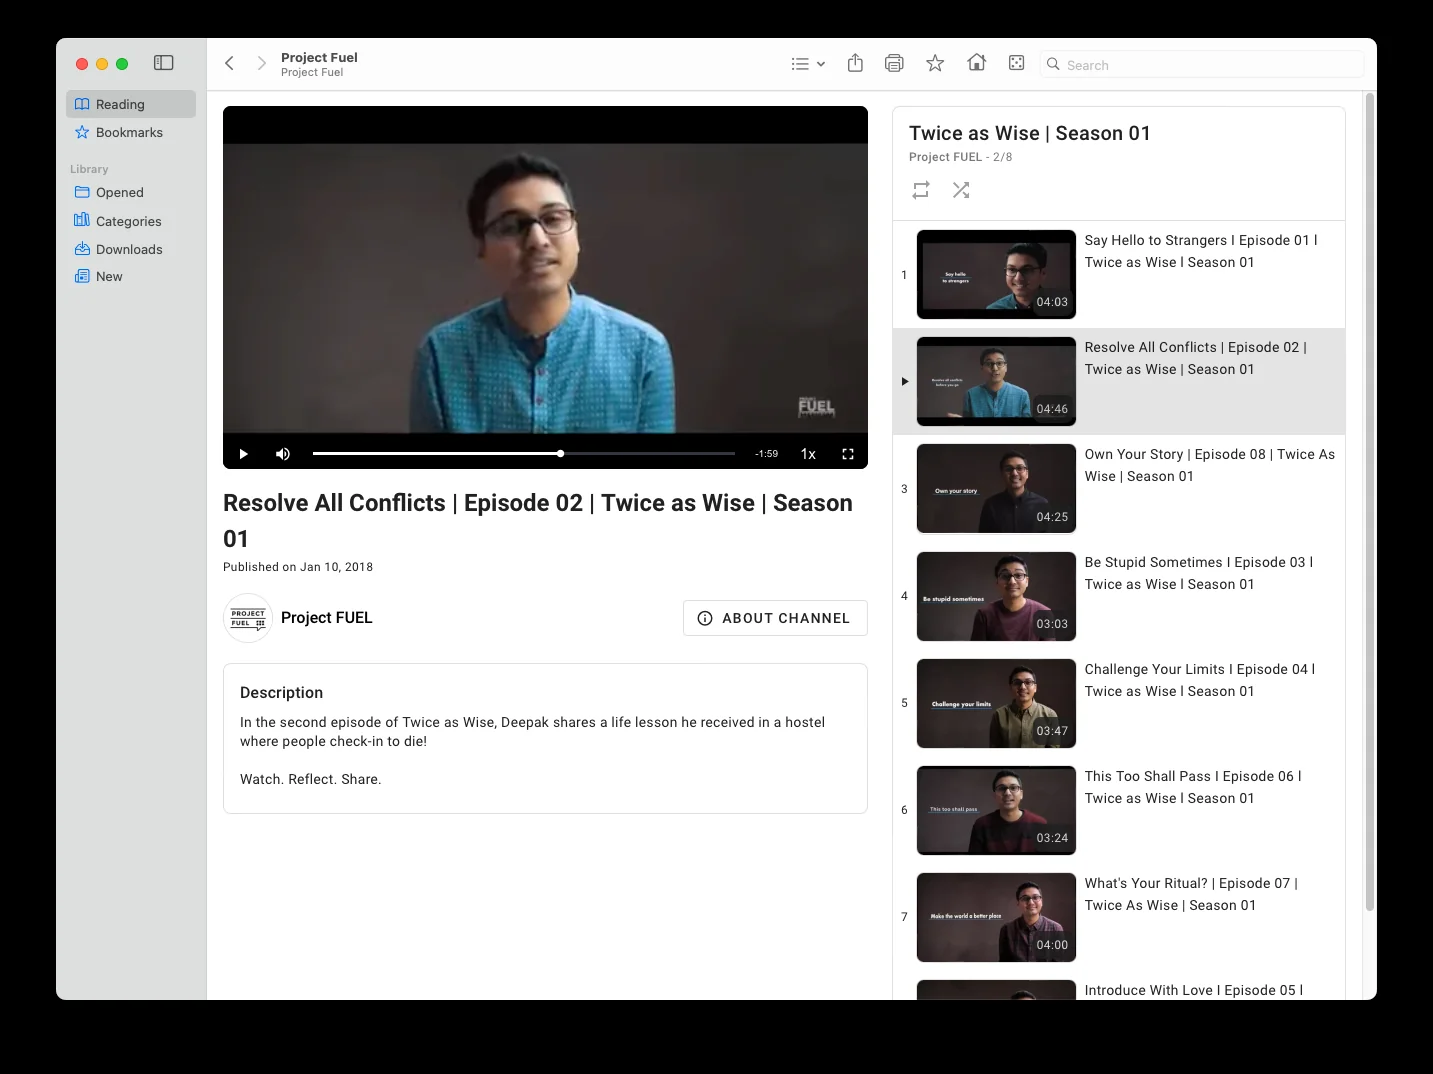 Project Fuel
Project Fuel
Search
Reading
Bookmarks
Library
Opened
Categories
Downloads
New
PROJECT
FUEL
-1:59
1x
Resolve All Conflicts | Episode 02 | Twice as Wise | Season
01
Published on Jan 10, 2018
PROJECT
FUEL
Project FUEL
ABOUT CHANNEL
Description
In the second episode of Twice as Wise, Deepak shares a life lesson he received in a hostel
where people check-in to die!
Watch. Reflect. Share.
Twice as Wise | Season 01
Project FUEL - 2/8
1
Say hello
to strangers
04:03
Say Hello to Strangers I Episode 01 l
Twice as Wise l Season 01
Resolve all conflict
before you go
04:46
Resolve All Conflicts | Episode 02 |
Twice as Wise | Season 01
3
Own your story
04:25
Own Your Story | Episode 08 | Twice As
Wise | Season 01
4
Be stupid sometimes
03:03
Be Stupid Sometimes I Episode 03 l
Twice as Wise l Season 01
5
Challenge your limits
03:47
Challenge Your Limits I Episode 04 l
Twice as Wise l Season 01
6
This too shall pass
03:24
This Too Shall Pass I Episode 06 l
Twice as Wise l Season 01
7
Make the world a better place
04:00
What's Your Ritual? | Episode 07 |
Twice As Wise | Season 01
Introduce With Love I Episode 05 l